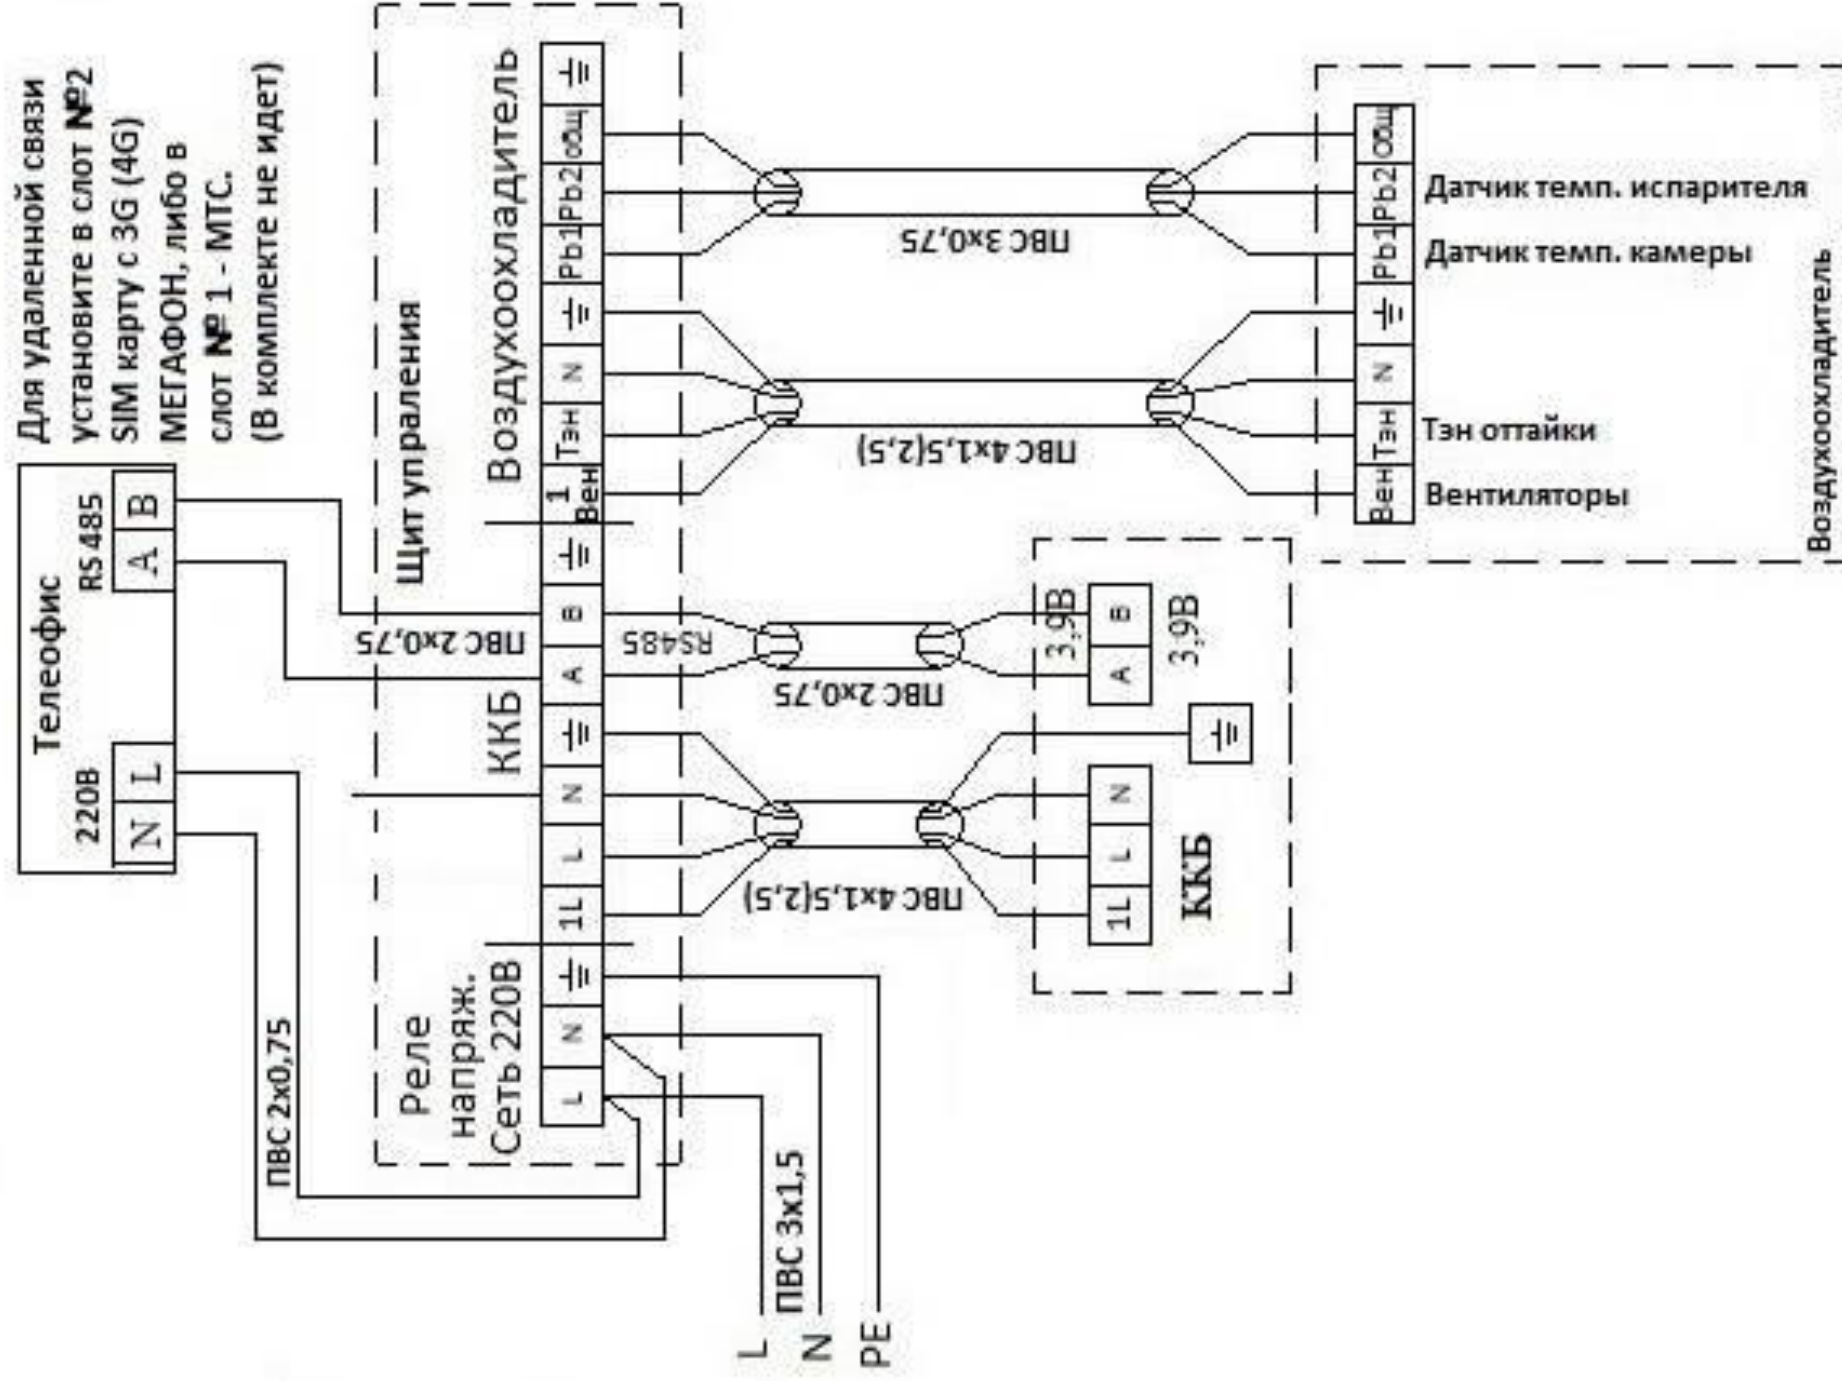 Для удаленной связи
установите в слот №2
SIM карту с 3G (4G)
МЕГАФОН, либо в
слот № 1 - МТС.
(В комплекте не идет)
Телеофис
220В
RS 485
N
L
A
B
ПВС 2х0,75
Щит управления
Реле
напряж.
Сеть 220В
ККБ
Воздухоохладитель
L
N
1L
L
N
A
B
1
Вен
Тэн
N
Pb1
Pb2
общ
ПВС 2х0,75
RS485
ПВС 3х1,5
L
N
PE
ПВС 4х1,5(2,5)
ПВС 2х0,75
ПВС 4х1,5(2,5)
ПВС 3х0,75
1L
L
N
A
B
3,9В
3,9В
ККБ
Вен
Тэн
N
Pb1
Pb2
общ
Датчик темп. испарителя
Датчик темп. камеры
Тэн оттайки
Вентиляторы
Воздухоохладитель